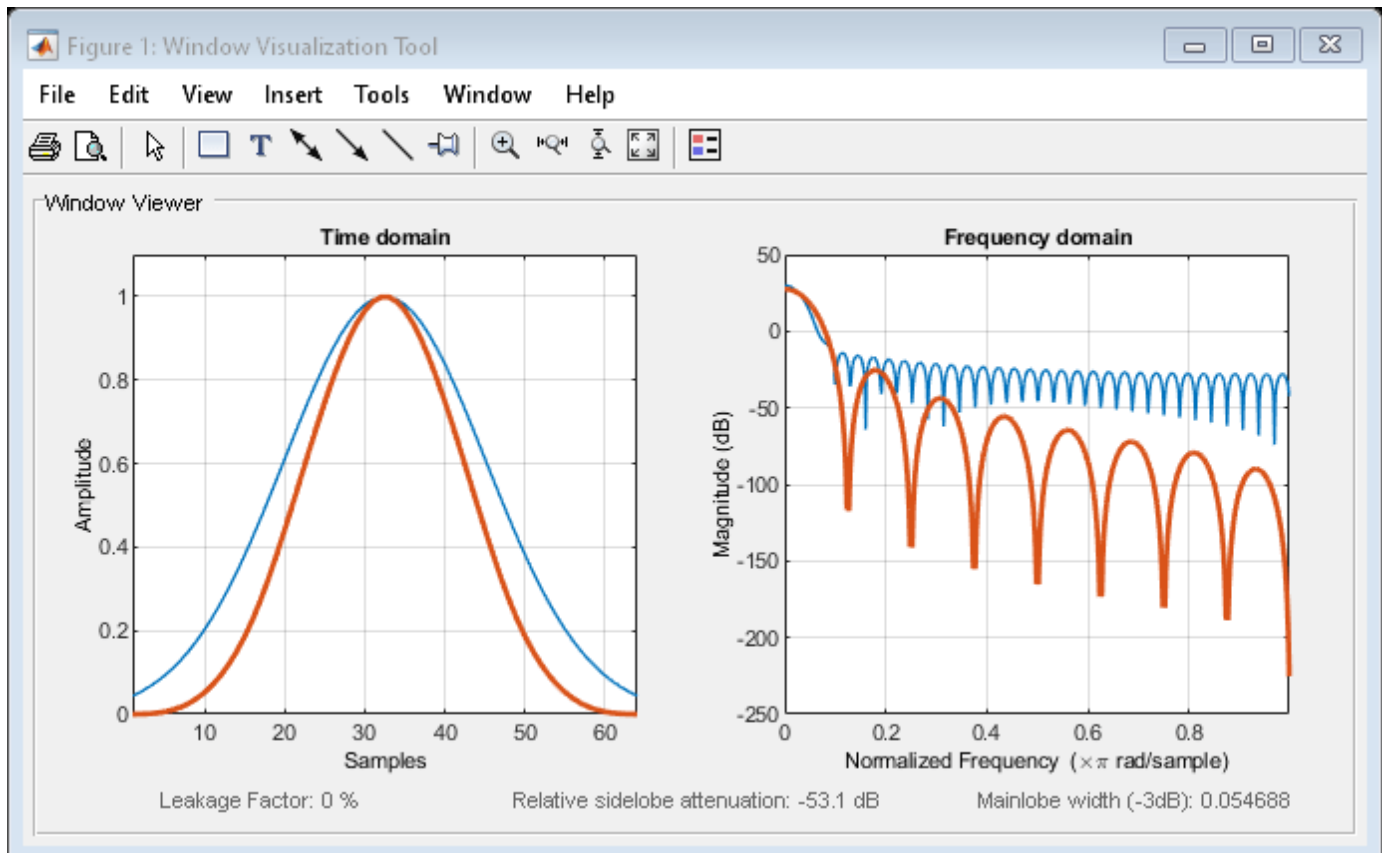 Figure 1: Window Visualization Tool
File Edit View Insert Tools Window Help
T
Window Viewer
Time domain
1
0.8
0.6
0.4
0.2
0
Amplitude
10 20 30 40 50 60
Samples
Frequency domain
50
0
-50
-100
-150
-200
-250
Magnitude (dB)
0 0.2 0.4 0.6 0.8
Normalized Frequency (×π rad/sample)
Leakage Factor: 0 % Relative sidelobe attenuation: -53.1 dB Mainlobe width (-3dB): 0.054688